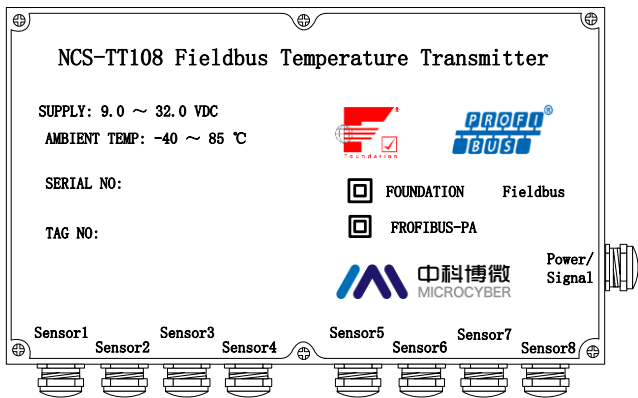 NCS-TT108 Fieldbus Temperature Transmitter
SUPPLY: 9.0 ～ 32.0 VDC
AMBIENT TEMP: -40 ～ 85 ℃
Foundation
PROFI®
BUS
SERIAL NO:
FOUNDATION Fieldbus
TAG NO:
FROFIBUS-PA
中科博微
MICROCYBER
Power/
Signal
Sensor1
Sensor2
Sensor3
Sensor4
Sensor5
Sensor6
Sensor7
Sensor8